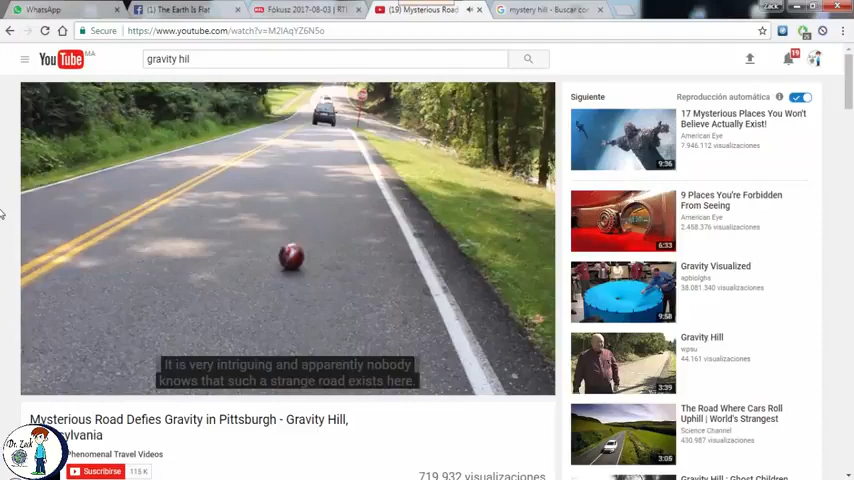 WhatsApp
(1) The Earth Is Flat
Fókusz 2017-08-03 | RTL
(19) Mysterious Road
mystery hill - Buscar con
Secure
https://www.youtube.com/watch?v=M2IAqYZ6N5o
YouTube MA
gravity hil
19
Siguiente
Reproducción automática
17 Mysterious Places You Won't
Believe Actually Exist!
American Eye
7.946.112 visualizaciones
9:36
9 Places You're Forbidden
From Seeing
American Eye
2.458.376 visualizaciones
6:33
Gravity Visualized
apbiolghs
38.081.340 visualizaciones
9:58
Gravity Hill
wpsu
44.161 visualizaciones
3:39
The Road Where Cars Roll
Uphill | World's Strangest
Science Channel
430.987 visualizaciones
3:05
It is very intriguing and apparently nobody
knows that such a strange road exists here.
Mysterious Road Defies Gravity in Pittsburgh - Gravity Hill,
sylvania
Phenomenal Travel Videos
Suscribirse 115 K
719.932 visualizaciones
Dr. Zack